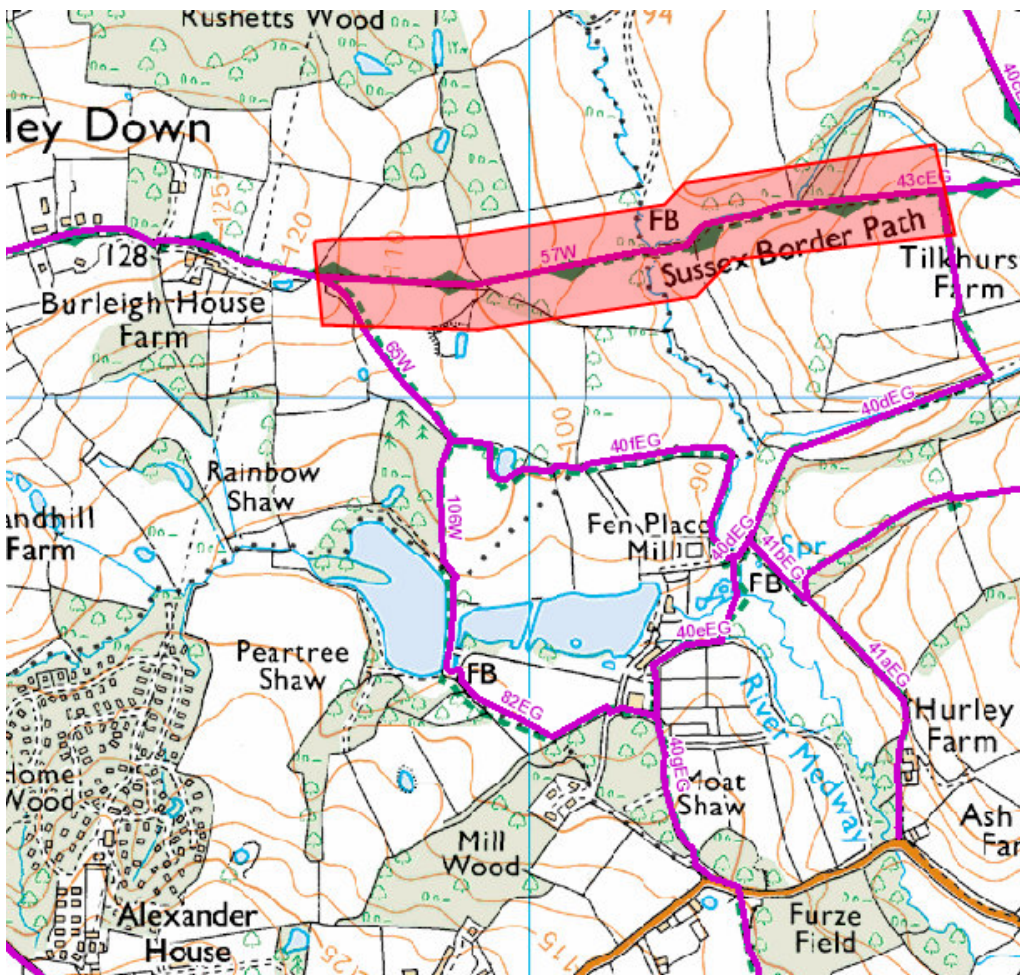 Rushetts Wood
94
40cE
ley Down
125
120
110
43cEG
FB
57W
Sussex Border Path
128
Burleigh House
Farm
Tilkhurs
Farm
65W
40dEG
100
40fEG
90
Rainbow
Shaw
andhill
Farm
190W
Fen Place
Mill
40dEG
Spr
41bEG
FB
40eEG
41aEG
Peartree
Shaw
FB
82EG
River Medway
Hurley
Farm
40gEG
Moat
Shaw
Home
Wood
Ash
Far
Mill
Wood
Alexander
House
Furze
Field
125
115